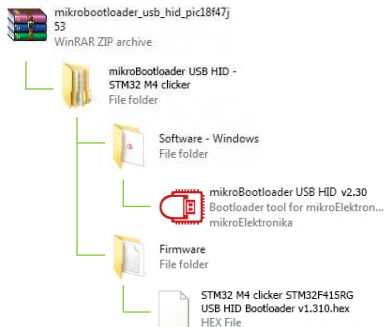 mikrobootloader_usb_hid_pic18f47j
53
WinRAR ZIP archive
mikroBootloader USB HID -
STM32 M4 clicker
File folder
Software - Windows
File folder
mikroBootloader USB HID v2.30
Bootloader tool for mikroElektron...
mikroElektronika
Firmware
File folder
STM32 M4 clicker STM32F415RG
USB HID Bootloader v1.310.hex
HEX File